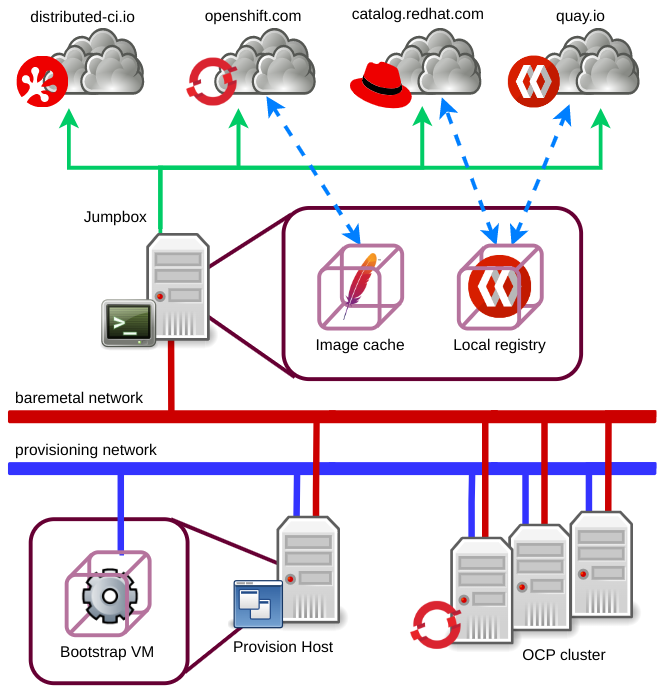 distributed-ci.io
openshift.com
catalog.redhat.com
quay.io
Jumpbox
>_
Image cache
Local registry
baremetal network
provisioning network
Bootstrap VM
Provision Host
OCP cluster